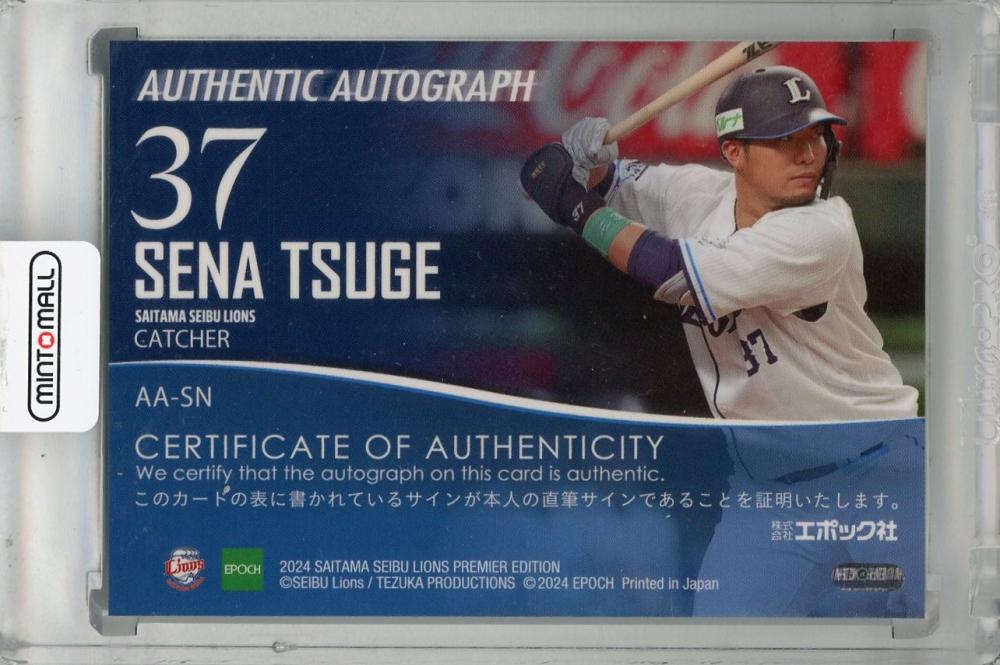 AUTHENTIC AUTOGRAPH
37
SENA TSUGE
SAITAMA SEIBU LIONS
CATCHER
AA-SN
CERTIFICATE OF AUTHENTICITY
We certify that the autograph on this card is authentic.
このカードの表に書かれているサインが本人の直筆サインであることを証明いたします。
株式会社エポック社
Lions
EPOCH
2024 SAITAMA SEIBU LIONS PREMIER EDITION
©SEIBU Lions / TEZUKA PRODUCTIONS ©2024 EPOCH Printed in Japan
MINTOMALL
L
37
37